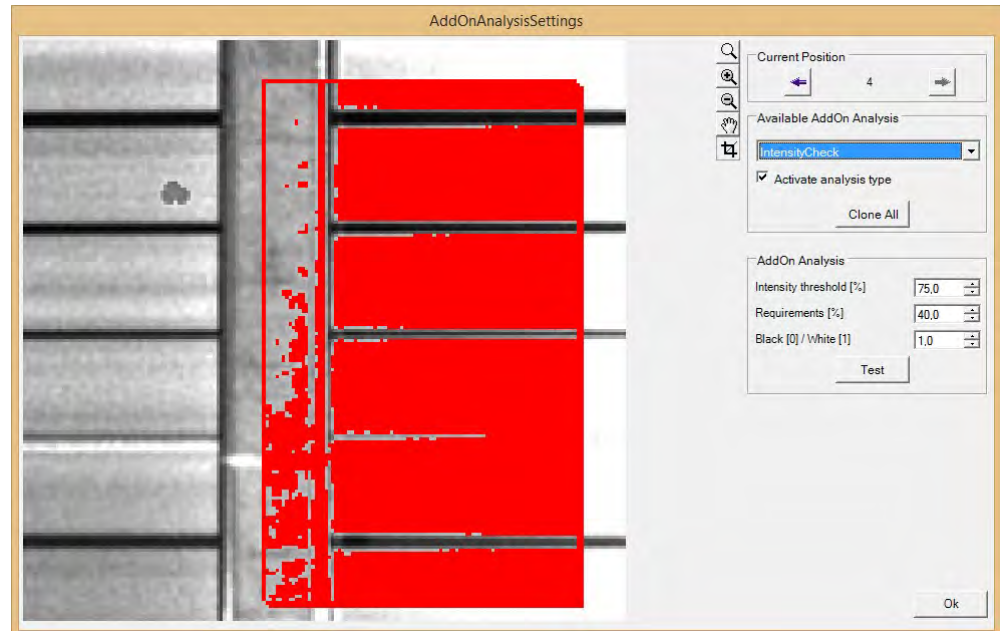 AddOnAnalysisSettings
Current Position
4
Available AddOn Analysis
IntensityCheck
Activate analysis type
Clone All
AddOn Analysis
Intensity threshold [%] 75,0
Requirements [%] 40,0
Black [0] / White [1] 1,0
Test
Ok